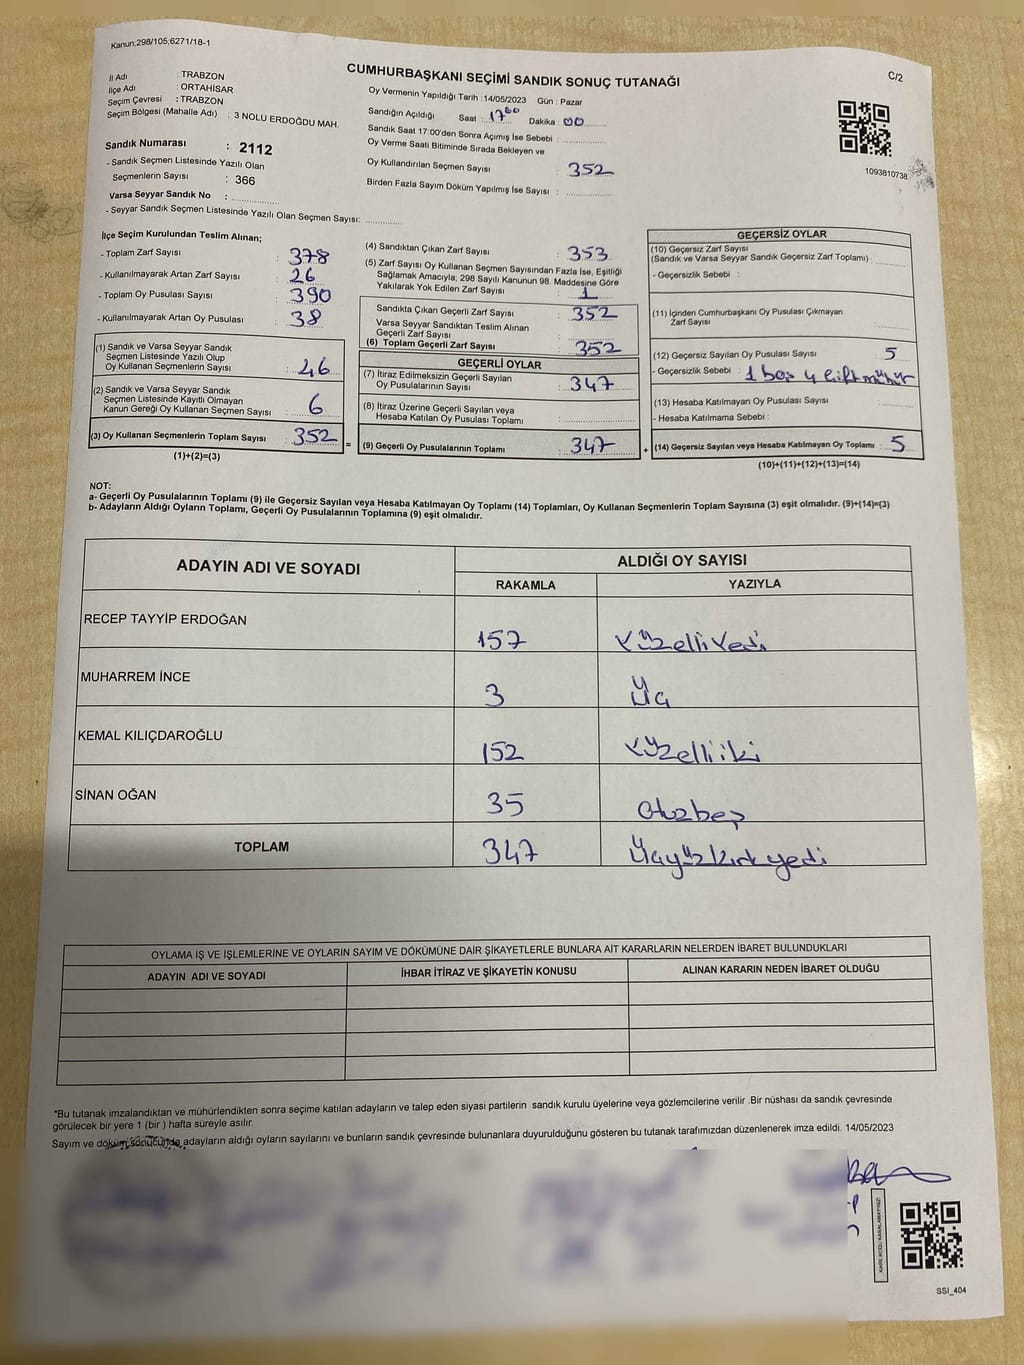 Kanun;298/105;6271/18-1
C/2
CUMHURBAŞKANI SEÇİMİ SANDIK SONUÇ TUTANAĞI
İl Adı : TRABZON
İlçe Adı : ORTAHİSAR
Seçim Çevresi : TRABZON
Seçim Bölgesi (Mahalle Adı) : 3 NOLU ERDOĞDU MAH.
Sandık Numarası : 2112
- Sandık Seçmen Listesinde Yazılı Olan
Seçmenlerin Sayısı : 366
Varsa Seyyar Sandık No :
- Seyyar Sandık Seçmen Listesinde Yazılı Olan Seçmen Sayısı:
Oy Vermenin Yapıldığı Tarih :14/05/2023 Gün : Pazar
Sandığın Açıldığı Saat : 17 00 Dakika : 00
Sandık Saat 17:00'den Sonra Açımış İse Sebebi :
Oy Verme Saati Bitiminde Sırada Bekleyen ve
Oy Kullandırılan Seçmen Sayısı : 352
Birden Fazla Sayım Döküm Yapılmış İse Sayısı :
1093810738
İlçe Seçim Kurulundan Teslim Alınan;
- Toplam Zarf Sayısı : 378
- Kullanılmayarak Artan Zarf Sayısı : 26
- Toplam Oy Pusulası Sayısı : 390
- Kullanılmayarak Artan Oy Pusulası : 38
(1) Sandık ve Varsa Seyyar Sandık
Seçmen Listesinde Yazılı Olup
Oy Kullanan Seçmenlerin Sayısı : 46
(2) Sandık ve Varsa Seyyar Sandık
Seçmen Listesinde Kayıtlı Olmayan
Kanun Gereği Oy Kullanan Seçmen Sayısı : 6
(3) Oy Kullanan Seçmenlerin Toplam Sayısı : 352
(1)+(2)=(3)
(4) Sandıktan Çıkan Zarf Sayısı : 353
(5) Zarf Sayısı Oy Kullanan Seçmen Sayısından Fazla İse, Eşitliği
Sağlamak Amacıyla; 298 Sayılı Kanunun 98. Maddesine Göre
Yakılarak Yok Edilen Zarf Sayısı : 1
Sandıkta Çıkan Geçerli Zarf Sayısı : 352
Varsa Seyyar Sandıktan Teslim Alınan
Geçerli Zarf Sayısı :
(6) Toplam Geçerli Zarf Sayısı : 352
GEÇERLİ OYLAR
(7) İtiraz Edilmeksizin Geçerli Sayılan
Oy Pusulalarının Sayısı : 347
(8) İtiraz Üzerine Geçerli Sayılan veya
Hesaba Katılan Oy Pusulası Toplamı :
= (9) Geçerli Oy Pusulalarının Toplamı : 347
GEÇERSİZ OYLAR
(10) Geçersiz Zarf Sayısı
(Sandık ve Varsa Seyyar Sandık Geçersiz Zarf Toplamı) :
- Geçersizlik Sebebi :
(11) İçinden Cumhurbaşkanı Oy Pusulası Çıkmayan
Zarf Sayısı :
(12) Geçersiz Sayılan Oy Pusulası Sayısı : 5
- Geçersizlik Sebebi : 1 boş 4 çift mühür
(13) Hesaba Katılmayan Oy Pusulası Sayısı :
- Hesaba Katılmama Sebebi :
+ (14) Geçersiz Sayılan veya Hesaba Katılmayan Oy Toplamı : 5
(10)+(11)+(12)+(13)=(14)
NOT:
a- Geçerli Oy Pusulalarının Toplamı (9) ile Geçersiz Sayılan veya Hesaba Katılmayan Oy Toplamı (14) Toplamları, Oy Kullanan Seçmenlerin Toplam Sayısına (3) eşit olmalıdır. (9)+(14)=(3)
b- Adayların Aldığı Oyların Toplamı, Geçerli Oy Pusulalarının Toplamına (9) eşit olmalıdır.
ADAYIN ADI VE SOYADI ALDIĞI OY SAYISI
RAKAMLA YAZIYLA
RECEP TAYYİP ERDOĞAN 157 Yüzelliyedi
MUHARREM İNCE 3 Üç
KEMAL KILIÇDAROĞLU 152 Yüzelliiki
SİNAN OĞAN 35 Otuzbeş
TOPLAM 347 Üçyüzkırkyedi
OYLAMA İŞ VE İŞLEMLERİNE VE OYLARIN SAYIM VE DÖKÜMÜNE DAİR ŞİKAYETLERLE BUNLARA AİT KARARLARIN NELERDEN İBARET BULUNDUKLARI
ADAYIN ADI VE SOYADI İHBAR İTİRAZ VE ŞİKAYETİN KONUSU ALINAN KARARIN NEDEN İBARET OLDUĞU
*Bu tutanak imzalandıktan ve mühürlendikten sonra seçime katılan adayların ve talep eden siyasi partilerin sandık kurulu üyelerine veya gözlemcilerine verilir .Bir nüshası da sandık çevresinde
görülecek bir yere 1 (bir ) hafta süreyle asılır.
Sayım ve döküm sonucunda adayların aldığı oyların sayılarını ve bunların sandık çevresinde bulunanlara duyurulduğunu gösteren bu tutanak tarafımızdan düzenlenerek imza edildi. 14/05/2023
KARE KODU KARALAMAYINIZ!
SSİ_404